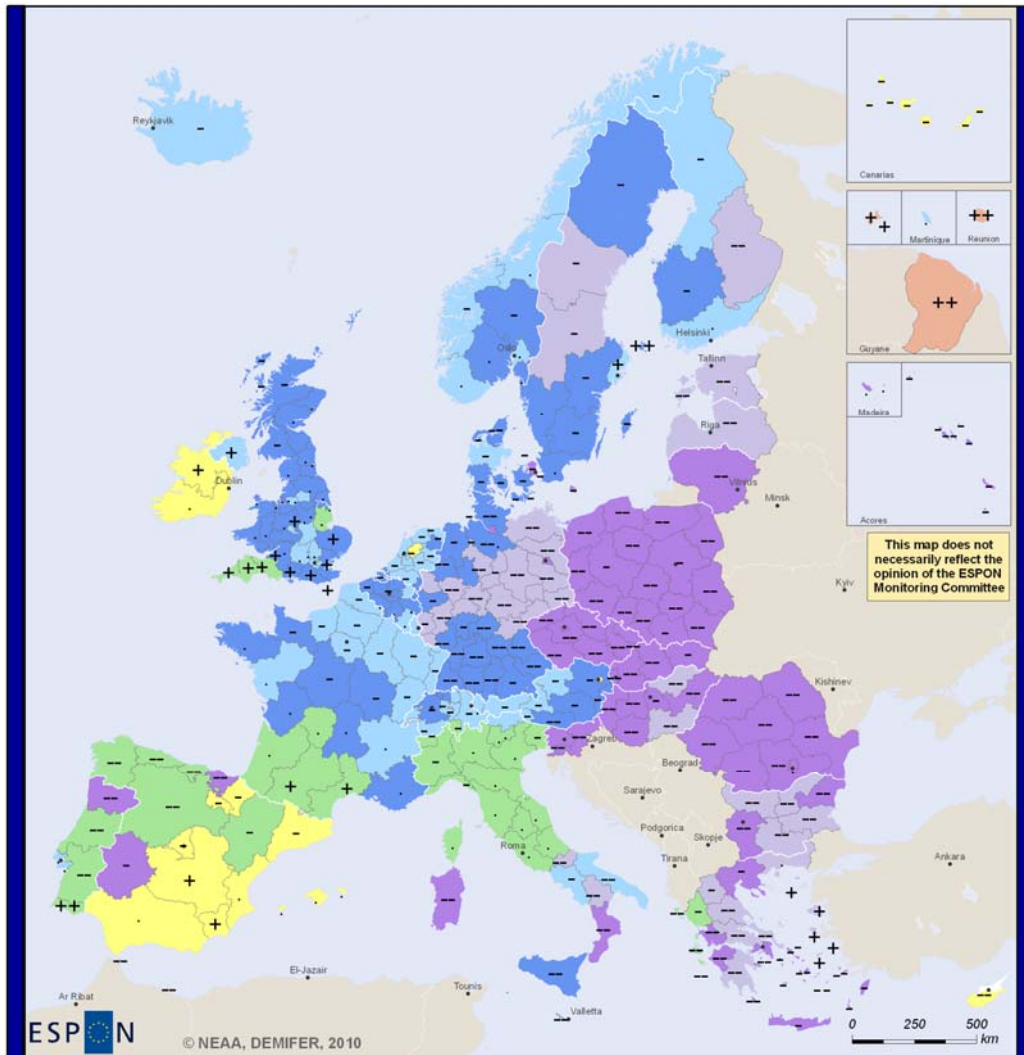 Reykjavik
Canarias
Martinique
Reunion
Guyane
Madeira
Acores
Oslo
Helsinki
Tallinn
Riga
Vilnius
Minsk
Dublin
This map does not
necessarily reflect the
opinion of the ESPON
Monitoring Committee
Kyiv
Kishinev
Zagreb
Beograd
Sarajevo
Podgorica
Skopje
Tirana
Roma
Ankara
El-Jazair
Tounis
Ar Ribat
Valletta
ESPON
© NEAA, DEMIFER, 2010
0 250 500
km